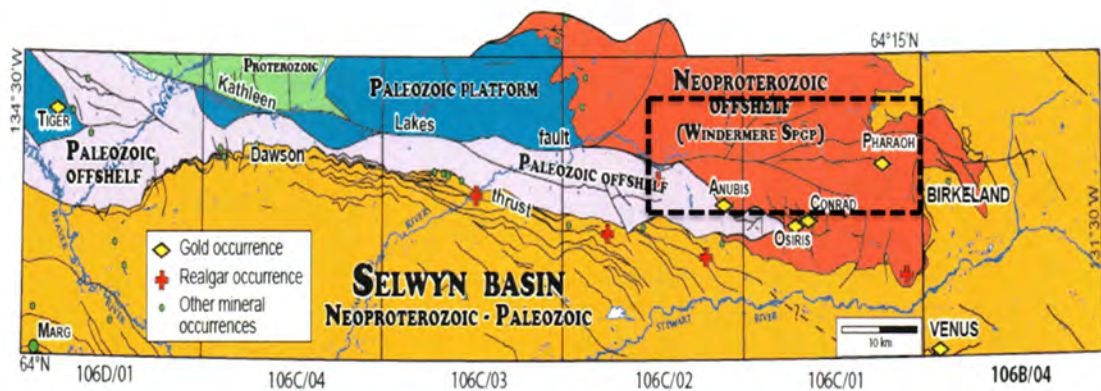 64°15'N
134°30'W
PROTEROZOIC
Kathleen
PALEOZOIC PLATFORM
NEOPROTEROZOIC
OFFSHELF
(WINDERMERE SPGP)
TIGER
Lakes
fault
PHARAOH
PALEOZOIC
OFFSHELF
Dawson
PALEOZOIC OFFSHELF
ANUBIS
CONRAD
BIRKELAND
RIVER
thrust
OSIRIS
131°30'W
Gold occurrence
Realgar occurrence
Other mineral
occurrences
RIVER
BEAVER
RIVER
SELWYN BASIN
NEOPROTEROZOIC - PALEOZOIC
STEWART
RIVER
10 km
VENUS
MARG
64°N
106D/01
106C/04
106C/03
106C/02
106C/01
106B/04